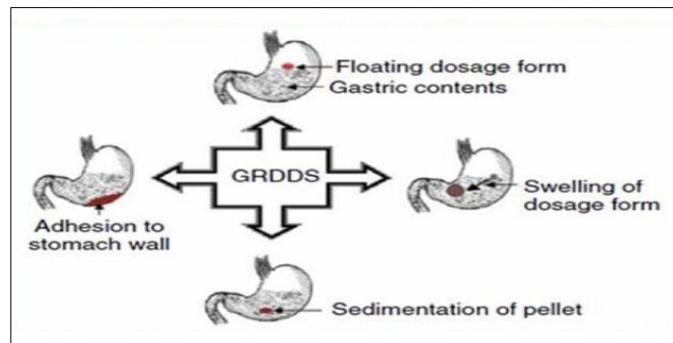 Floating dosage form
Gastric contents
GRDDS
Adhesion to
stomach wall
Swelling of
dosage form
Sedimentation of pellet